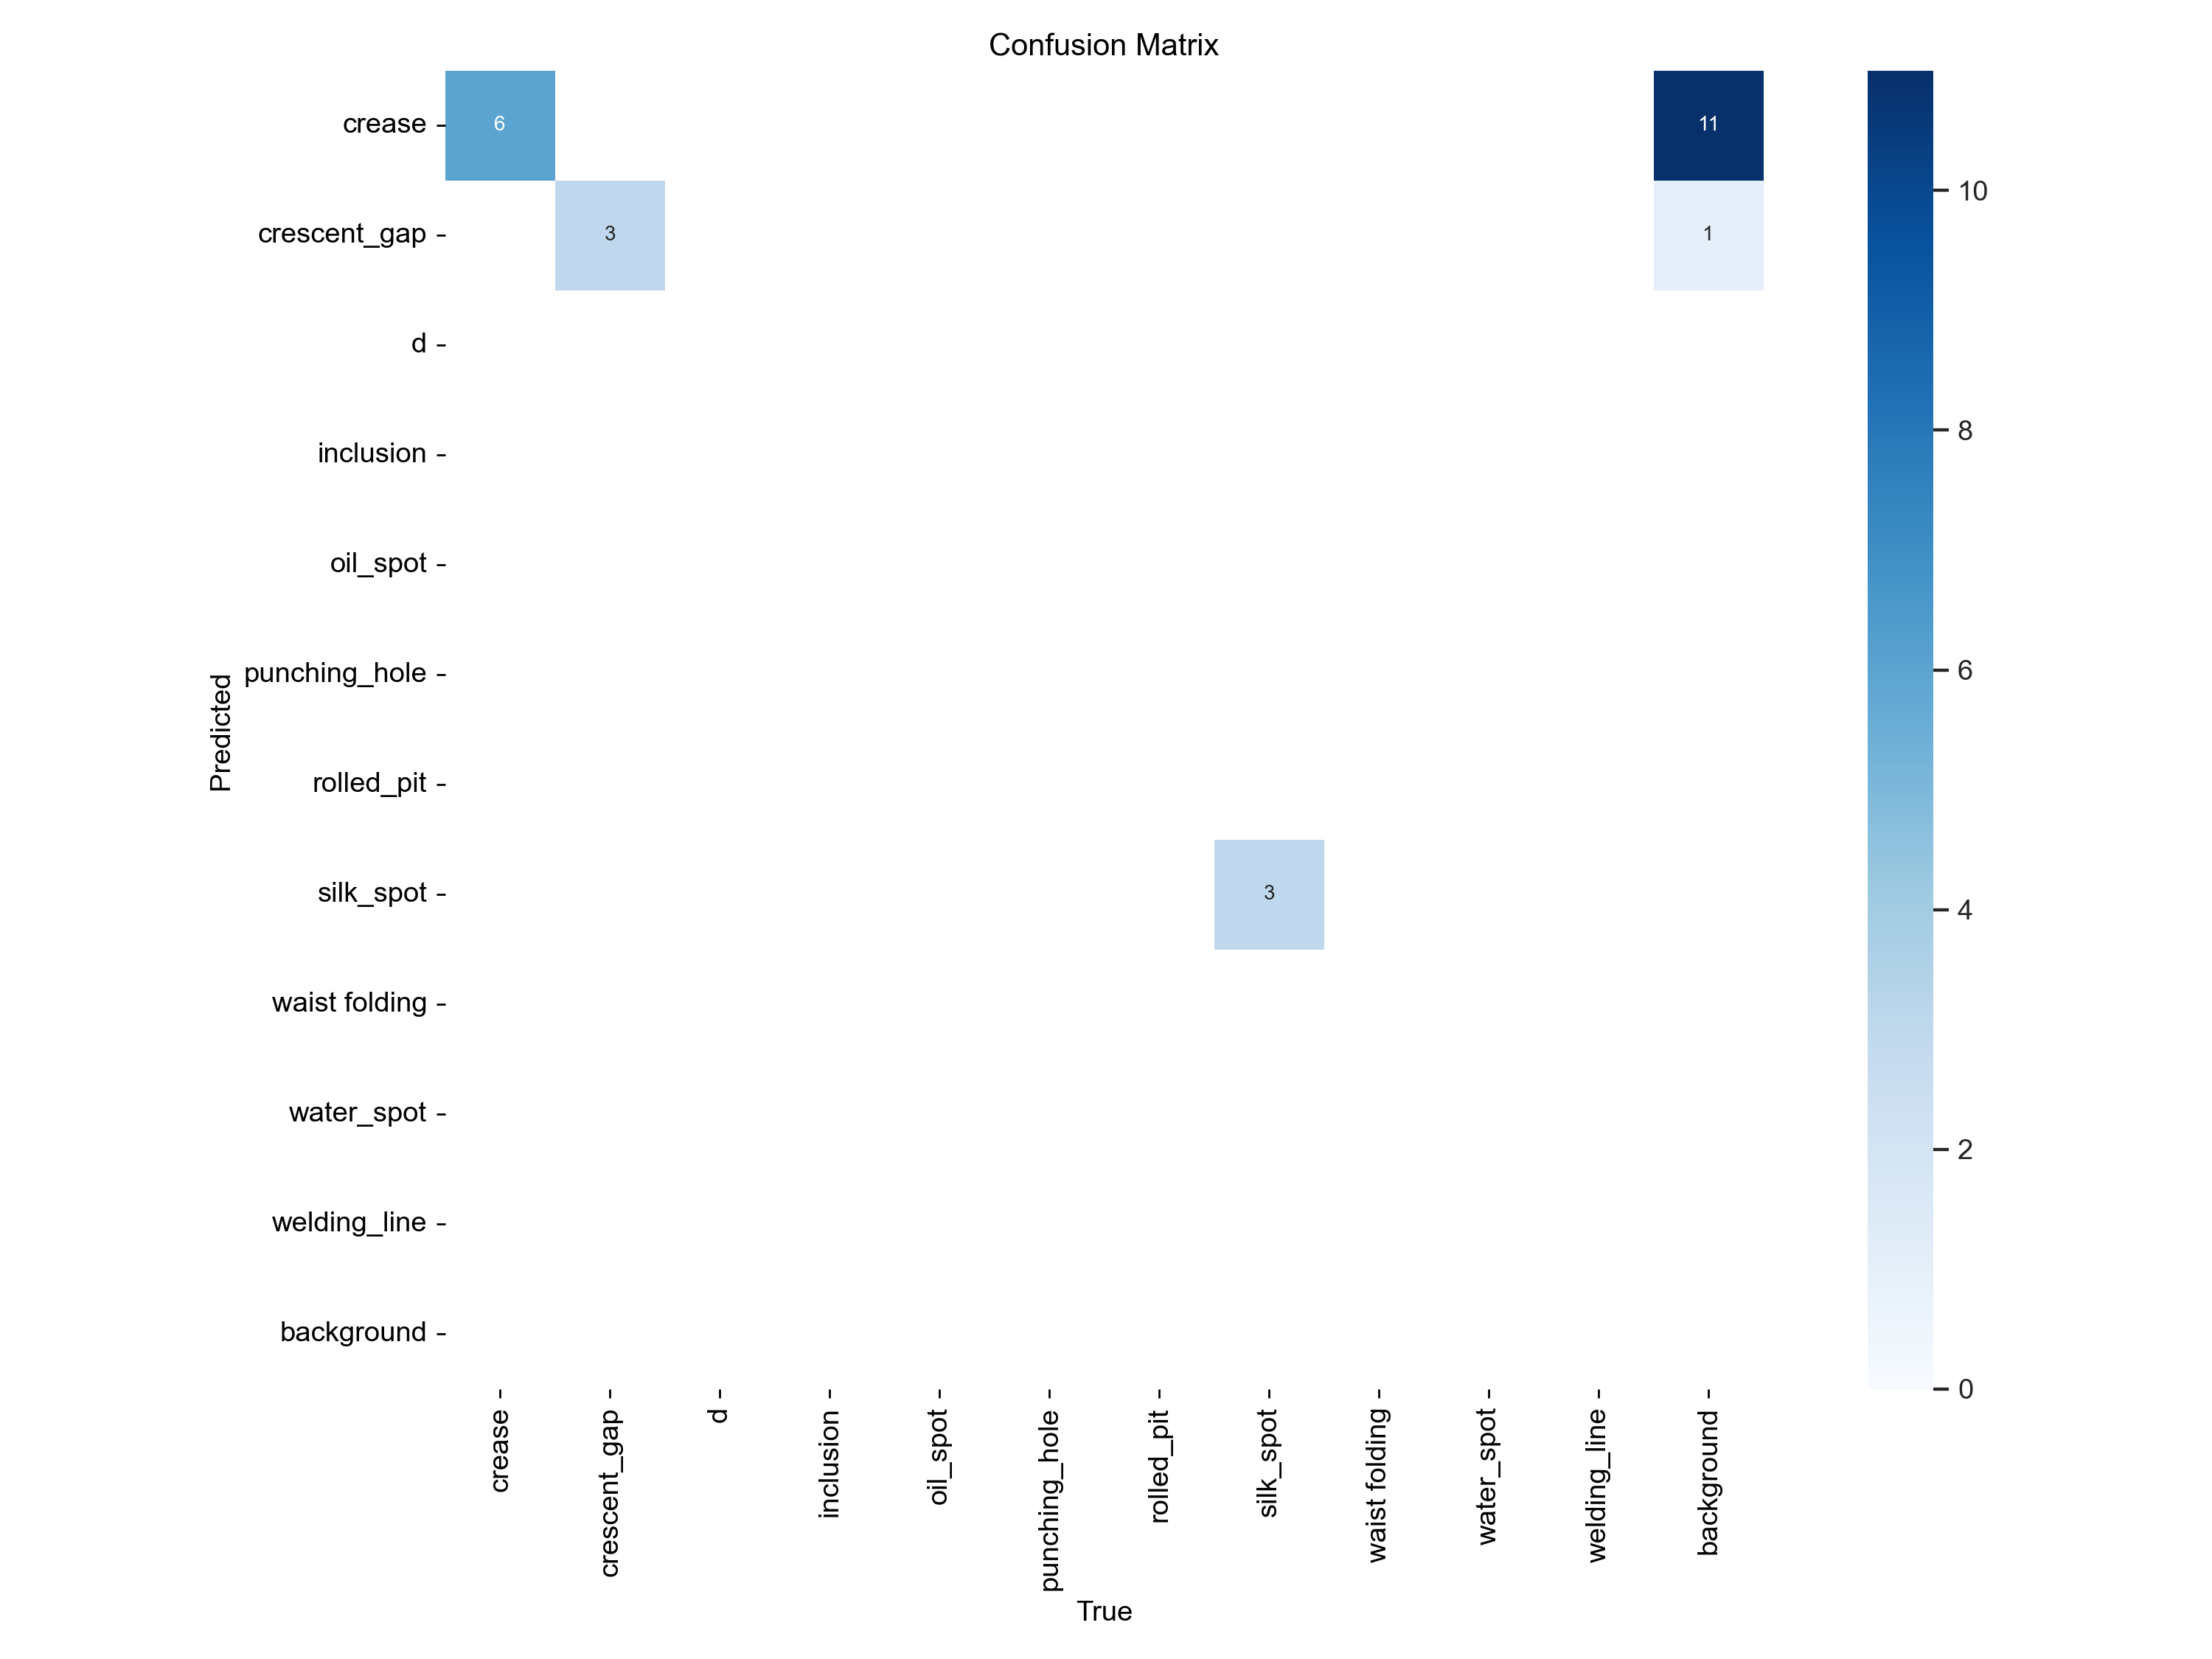 Confusion Matrix
crease
6
11
crescent_gap
3
1
d
inclusion
oil_spot
punching_hole
rolled_pit
silk_spot
3
waist folding
water_spot
welding_line
background
Predicted
crease
crescent_gap
d
inclusion
oil_spot
punching_hole
rolled_pit
silk_spot
waist folding
water_spot
welding_line
background
True
10
8
6
4
2
0